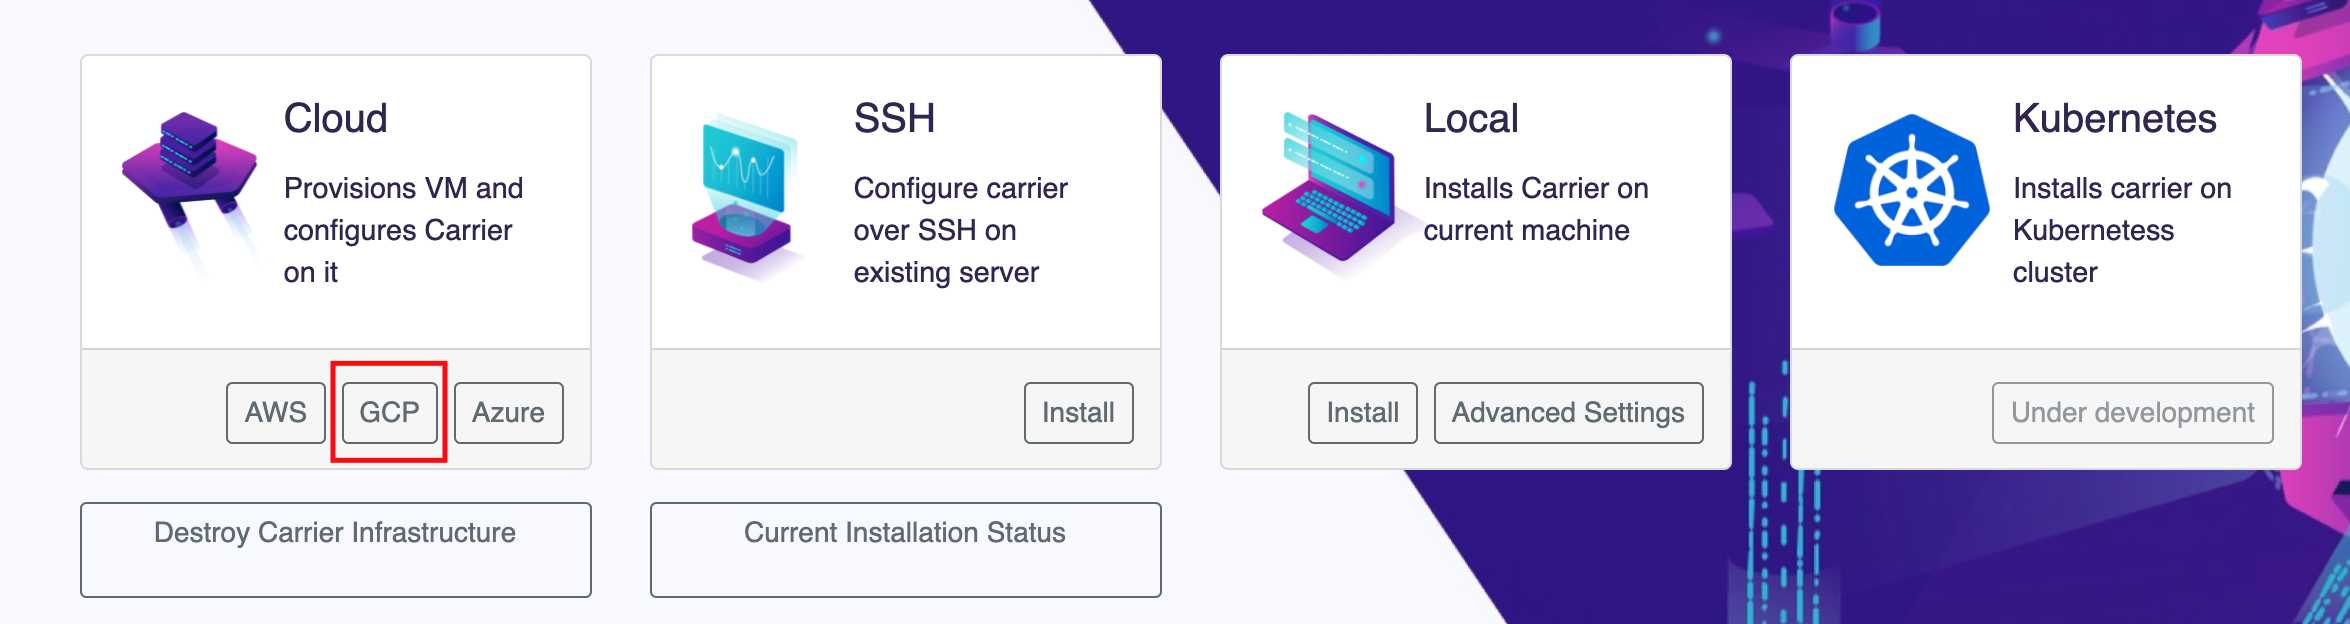 Cloud
Provisions VM and
configures Carrier
on it
AWS
GCP
Azure
SSH
Configure carrier
over SSH on
existing server
Install
Local
Installs Carrier on
current machine
Install
Advanced Settings
Kubernetes
Installs carrier on
Kubernetess
cluster
Under development
Destroy Carrier Infrastructure
Current Installation Status